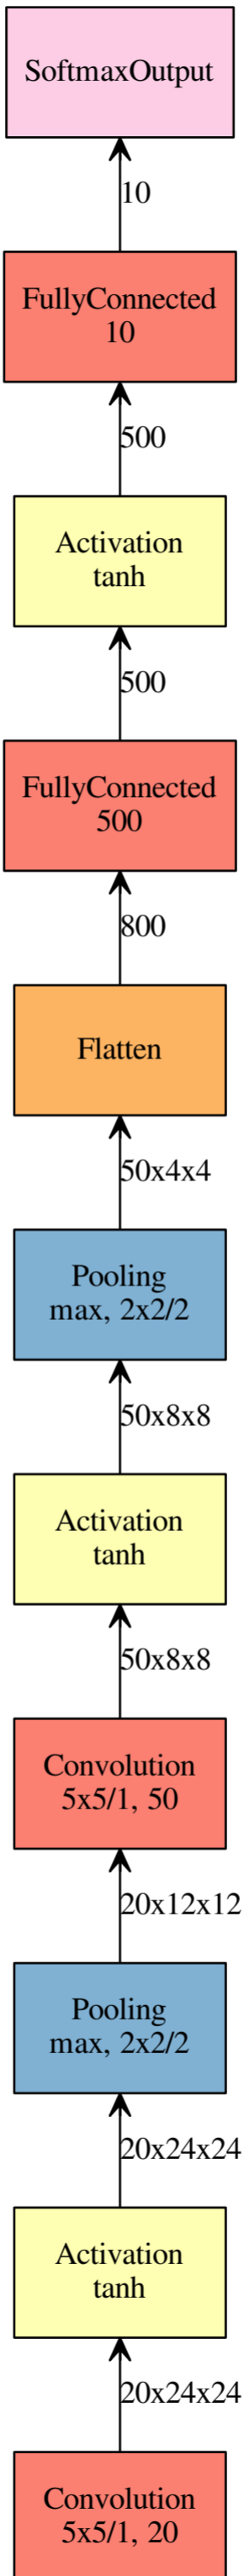 SoftmaxOutput
10
FullyConnected
10
500
Activation
tanh
500
FullyConnected
500
800
Flatten
50x4x4
Pooling
max, 2x2/2
50x8x8
Activation
tanh
50x8x8
Convolution
5x5/1, 50
20x12x12
Pooling
max, 2x2/2
20x24x24
Activation
tanh
20x24x24
Convolution
5x5/1, 20